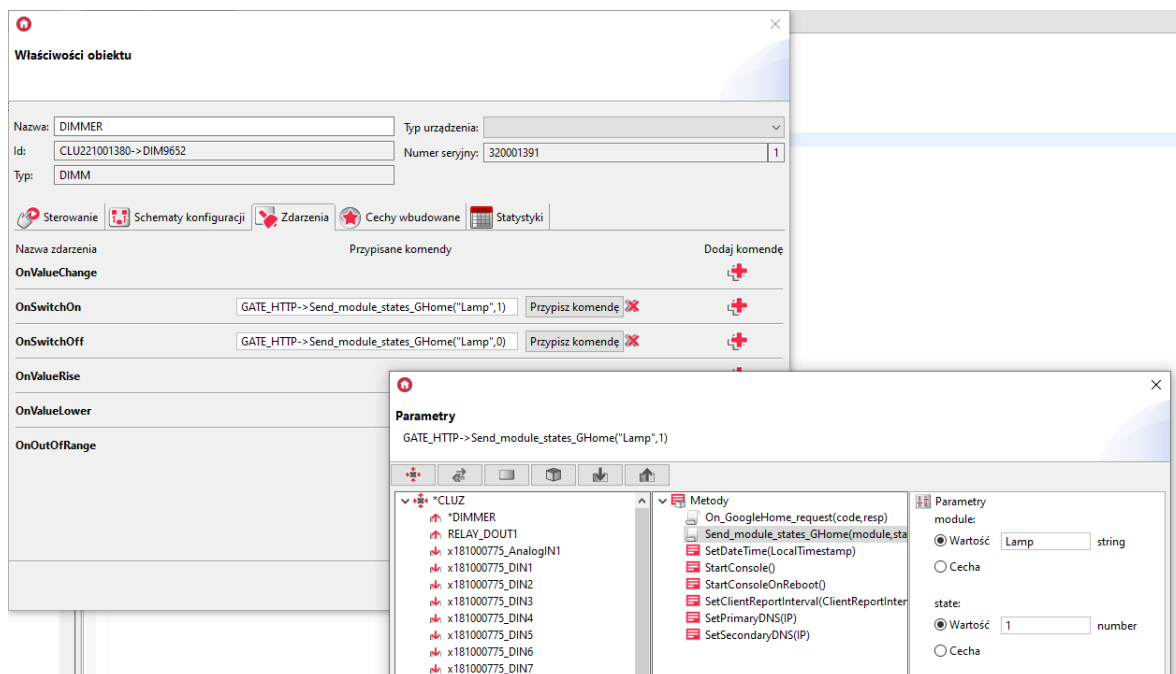 Właściwości obiektu
Nazwa: DIMMER
Typ urządzenia:
Id: CLU221001380->DIM9652
Numer seryjny: 320001391 1
Typ: DIMM
Sterowanie Schematy konfiguracji Zdarzenia Cechy wbudowane Statystyki
Nazwa zdarzenia Przypisane komendy Dodaj komendę
OnValueChange
OnSwitchOn GATE_HTTP->Send_module_states_GHome("Lamp",1) Przypisz komendę
OnSwitchOff GATE_HTTP->Send_module_states_GHome("Lamp",0) Przypisz komendę
OnValueRise
OnValueLower
OnOutOfRange
Parametry
GATE_HTTP->Send_module_states_GHome("Lamp",1)
*CLUZ
*DIMMER
RELAY_DOUT1
x181000775_AnalogIN1
x181000775_DIN1
x181000775_DIN2
x181000775_DIN3
x181000775_DIN4
x181000775_DIN5
x181000775_DIN6
x181000775_DIN7
Metody
On_GoogleHome_request(code,resp)
Send_module_states_GHome(module,sta
SetDateTime(LocalTimestamp)
StartConsole()
StartConsoleOnReboot()
SetClientReportInterval(ClientReportInter
SetPrimaryDNS(IP)
SetSecondaryDNS(IP)
Parametry
module:
Wartość Lamp string
Cecha
state:
Wartość 1 number
Cecha